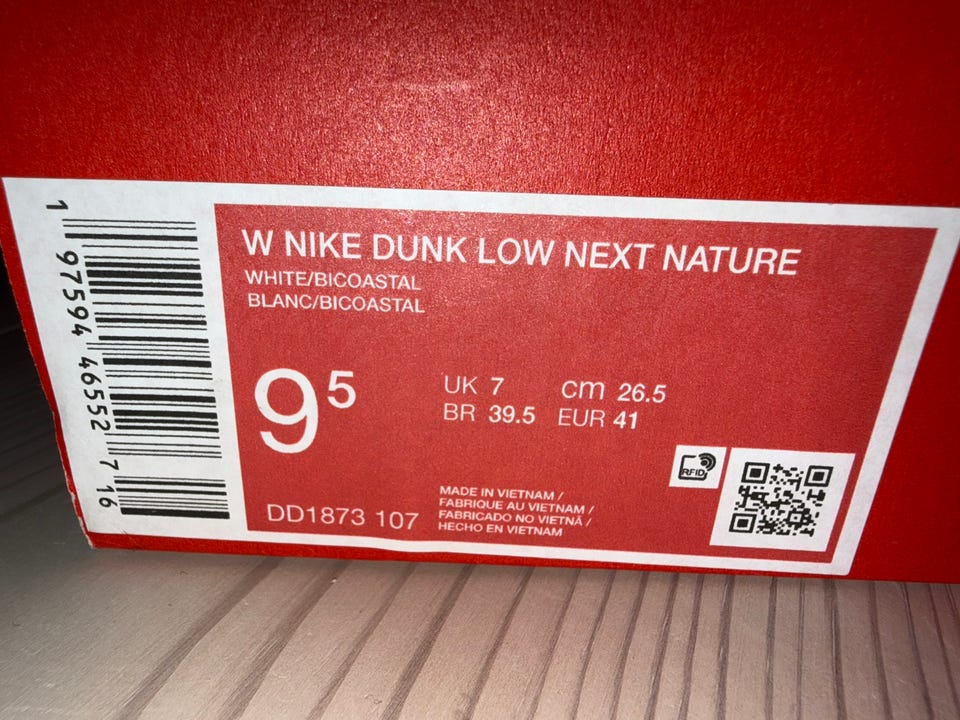 W NIKE DUNK LOW NEXT NATURE
WHITE/BICOASTAL
BLANC/BICOASTAL
9⁵
UK 7 cm 26.5
BR 39.5 EUR 41
RFID
DD1873 107
MADE IN VIETNAM /
FABRIQUE AU VIETNAM /
FABRICADO NO VIETNÃ /
HECHO EN VIETNAM
1 97594 46552 7 16